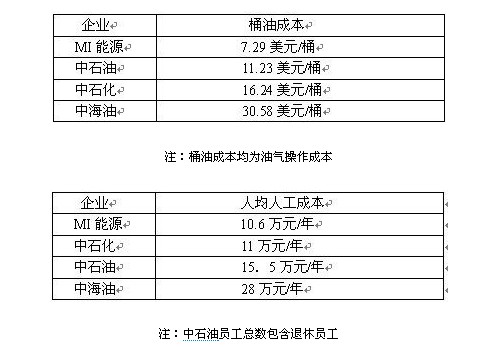 企业 桶油成本
MI 能源 7.29 美元/桶
中石油 11.23 美元/桶
中石化 16.24 美元/桶
中海油 30.58 美元/桶
注：桶油成本均为油气操作成本
企业 人均人工成本
MI 能源 10.6 万元/年
中石化 11 万元/年
中石油 15．5 万元/年
中海油 28 万元/年
注：中石油员工总数包含退休员工